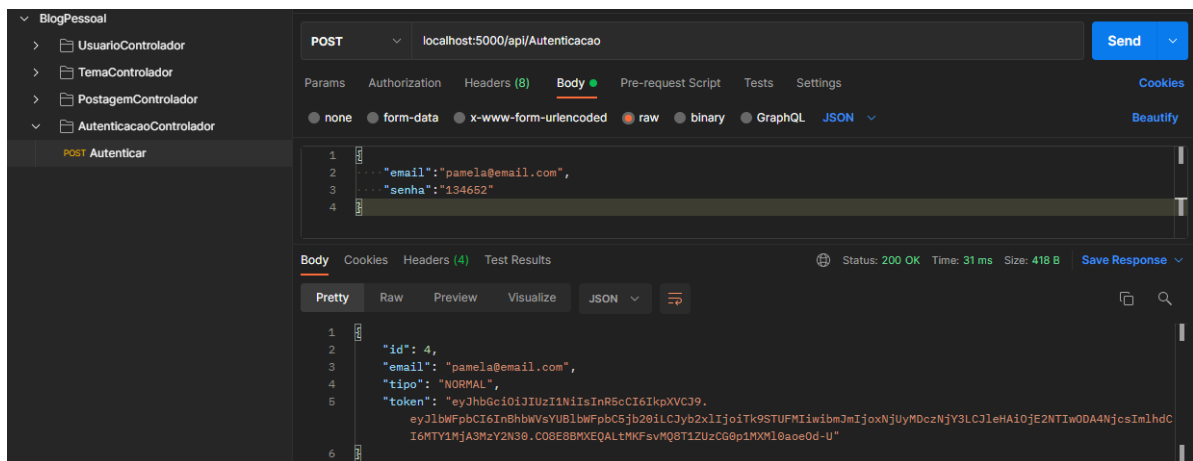 BlogPessoal
UsuarioControlador
TemaControlador
PostagemControlador
AutenticacaoControlador
POST Autenticar
POST localhost:5000/api/Autenticacao Send
Params Authorization Headers (8) Body Pre-request Script Tests Settings Cookies
none form-data x-www-form-urlencoded raw binary GraphQL JSON Beautify
1 {
2 "email":"pamela@email.com",
3 "senha":"134652"
4 }
Body Cookies Headers (4) Test Results Status: 200 OK Time: 31 ms Size: 418 B Save Response
Pretty Raw Preview Visualize JSON
1 {
2 "id": 4,
3 "email": "pamela@email.com",
4 "tipo": "NORMAL",
5 "token": "eyJhbGciOiJIUzI1NiIsInR5cCI6IkpXVCJ9.
eyJlbWFpbCI6InBhbWVsYUBlbWFpbC5jb20iLCJyb2xlIjoiTk9STUFMIiwibmJmIjoxNjUyMDczNjY3LCJleHAiOjE2NTIwODA4NjcsImlhdC
I6MTY1MjA3MzY2N30.CO8E8BMXEQALtMKFsvMQ8T1ZUzCG0p1MXMl0aoeOd-U"
6 }